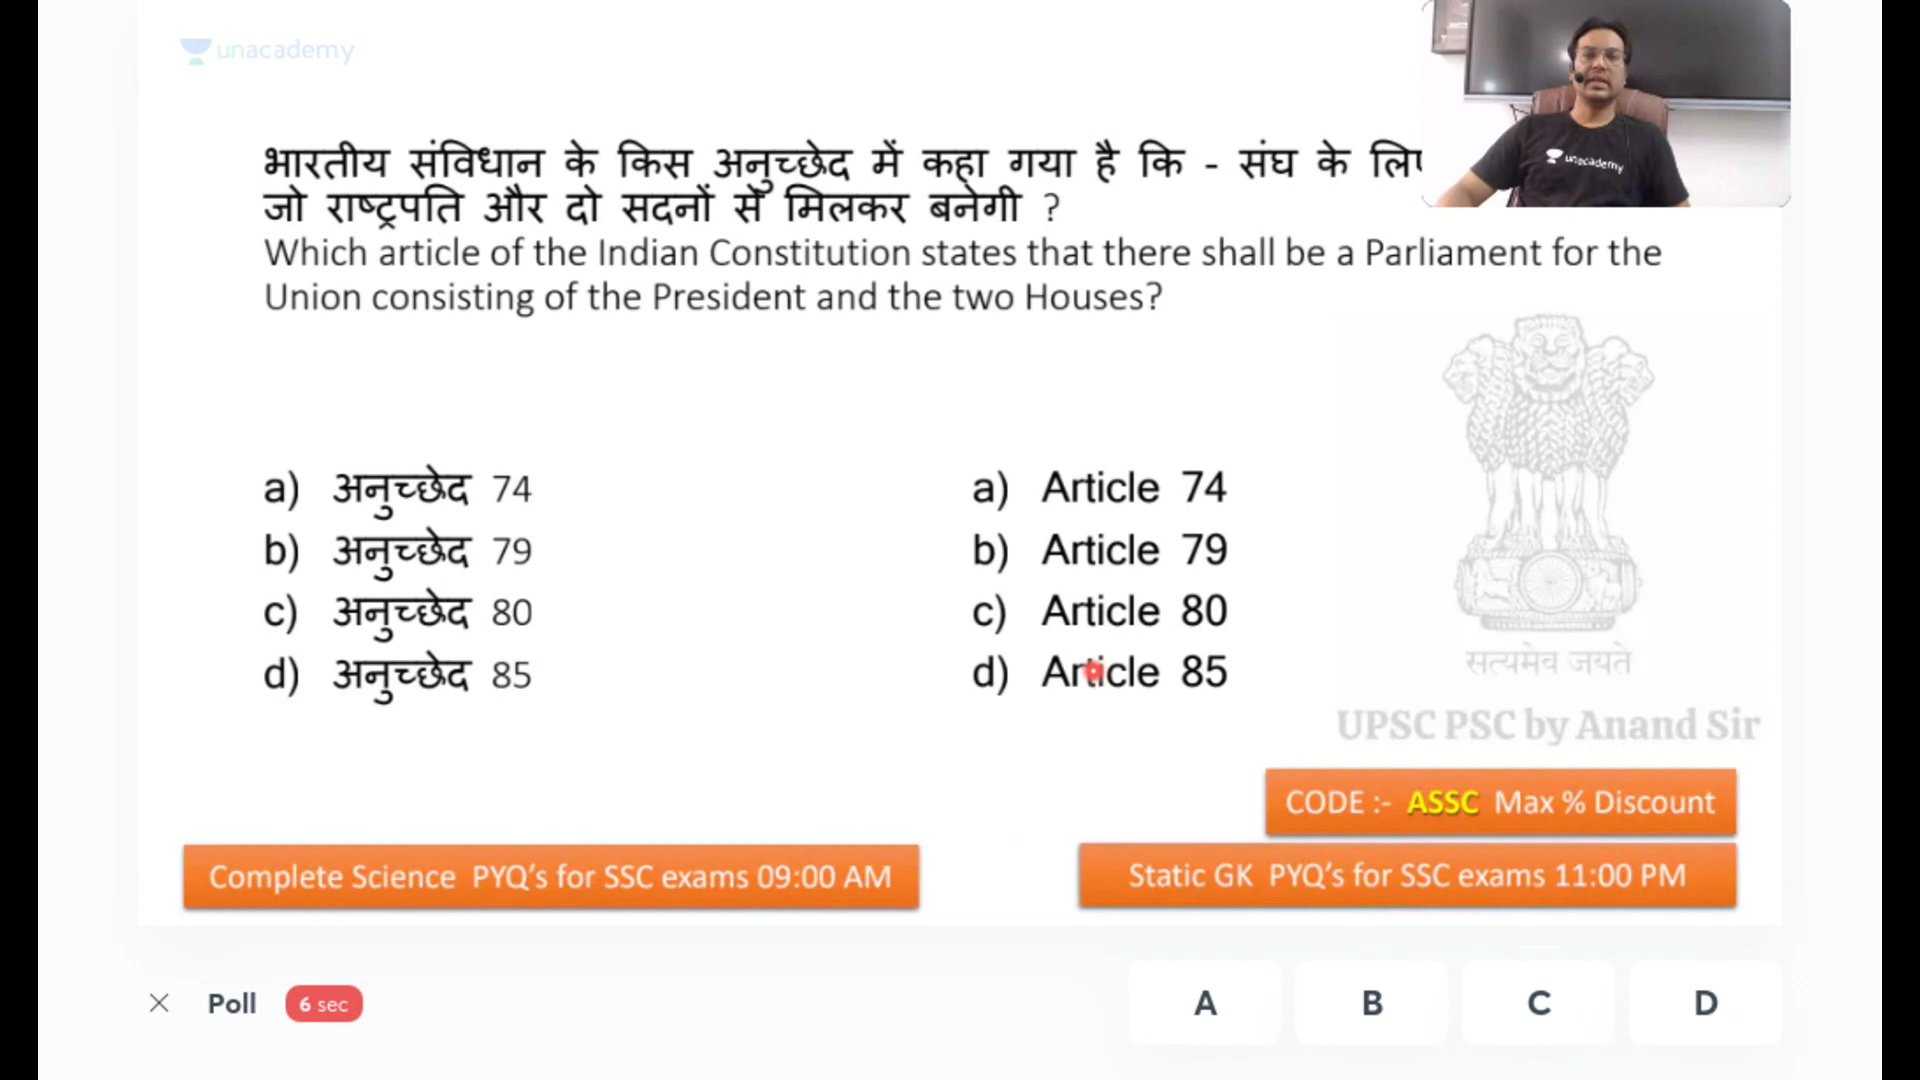 unacademy
unacademy
भारतीय संविधान के किस अनुच्छेद में कहा गया है कि - संघ के
जो राष्ट्रपति और दो सदनों से मिलकर बनेगी ?
Which article of the Indian Constitution states that there shall be a Parliament for the
Union consisting of the President and the two Houses?
a) अनुच्छेद 74
b) अनुच्छेद 79
c) अनुच्छेद 80
d) अनुच्छेद 85
a) Article 74
b) Article 79
c) Article 80
d) Article 85
सत्यमेव जयते
UPSC PSC by Anand Sir
CODE :- ASSC Max % Discount
Complete Science PYQ’s for SSC exams 09:00 AM
Static GK PYQ’s for SSC exams 11:00 PM
Poll 6 sec
A B C D